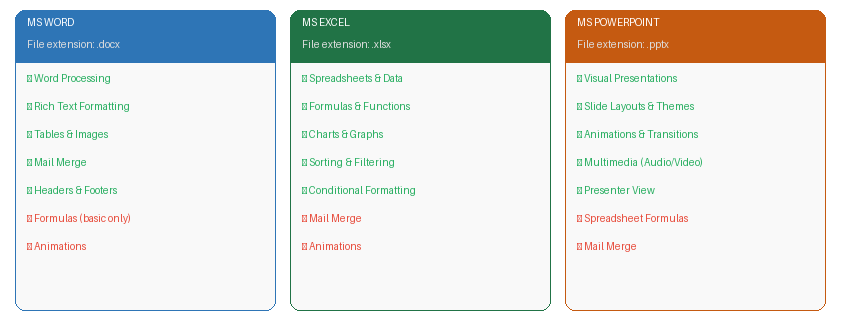 MS WORD
File extension: .docx
Word Processing
Rich Text Formatting
Tables & Images
Mail Merge
Headers & Footers
Formulas (basic only)
Animations
MS EXCEL
File extension: .xlsx
Spreadsheets & Data
Formulas & Functions
Charts & Graphs
Sorting & Filtering
Conditional Formatting
Mail Merge
Animations
MS POWERPOINT
File extension: .pptx
Visual Presentations
Slide Layouts & Themes
Animations & Transitions
Multimedia (Audio/Video)
Presenter View
Spreadsheet Formulas
Mail Merge